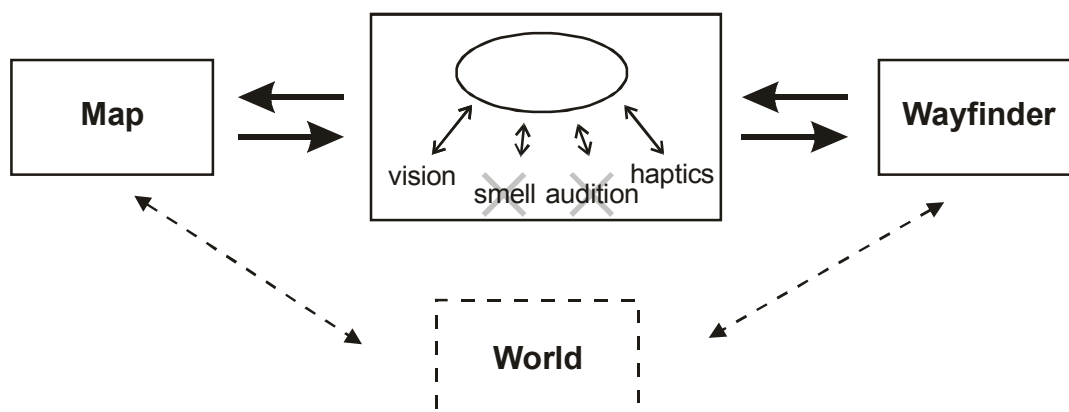 Map
Wayfinder
vision
smell
audition
haptics
World